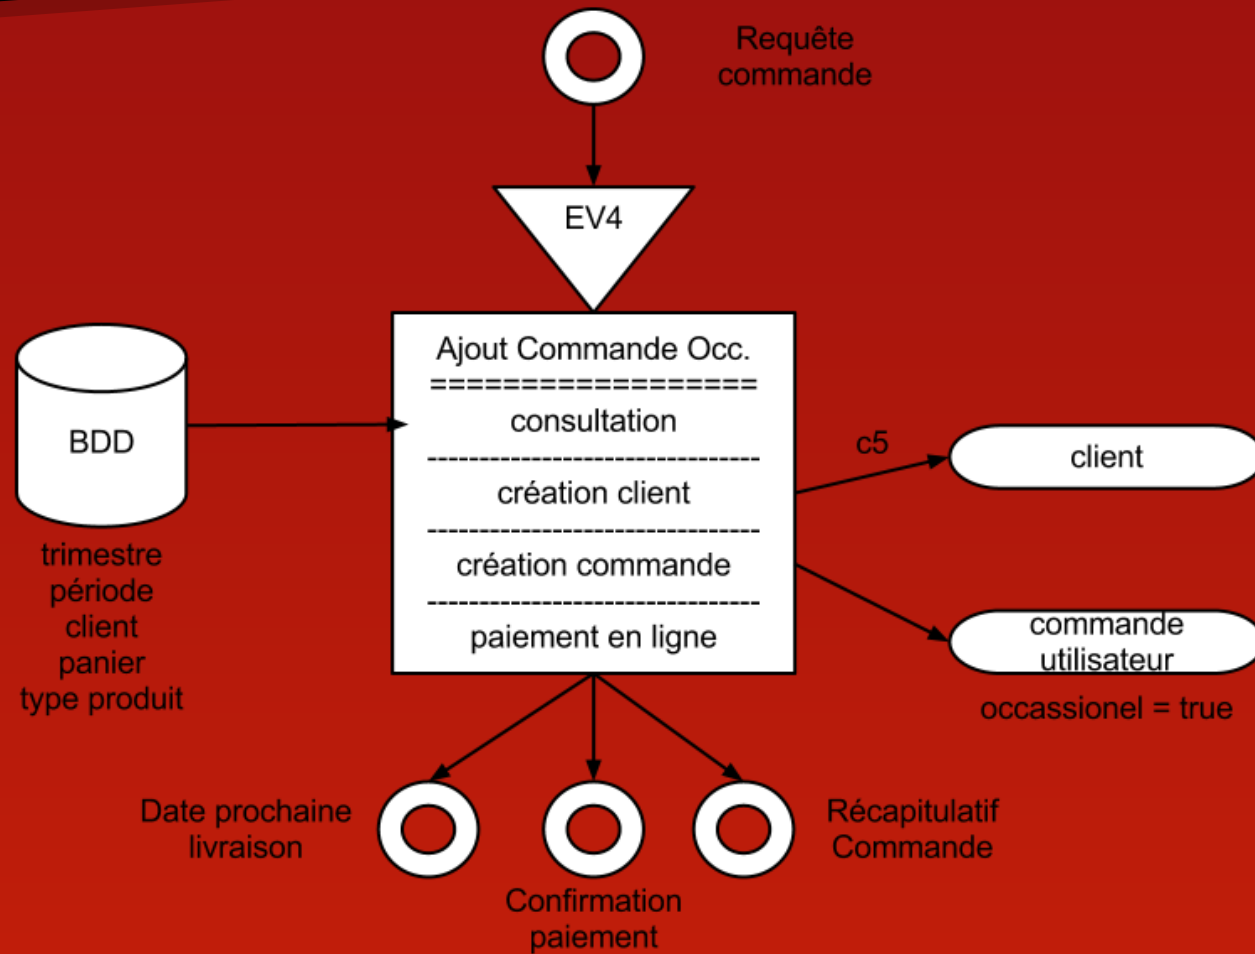 Requête
commande
EV4
Ajout Commande Occ.
==================
consultation
--------------------------------
création client
--------------------------------
création commande
--------------------------------
paiement en ligne
BDD
trimestre
période
client
panier
type produit
c5
client
commande
utilisateur
occassionel = true
Date prochaine
livraison
Confirmation
paiement
Récapitulatif
Commande